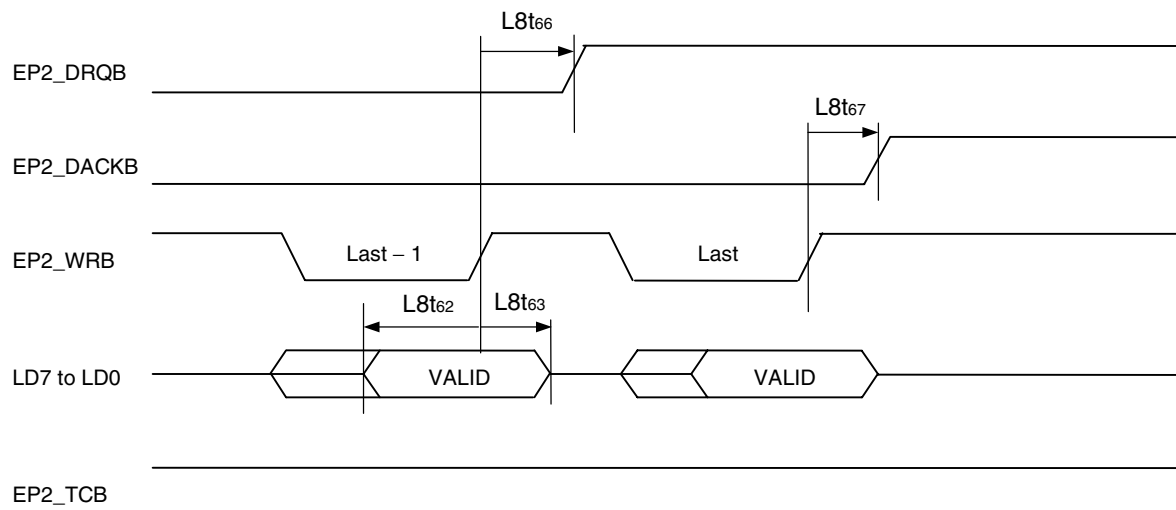 L8t66
EP2_DRQB
L8t67
EP2_DACKB
EP2_WRB
Last – 1
Last
L8t62
L8t63
LD7 to LD0
VALID
VALID
EP2_TCB